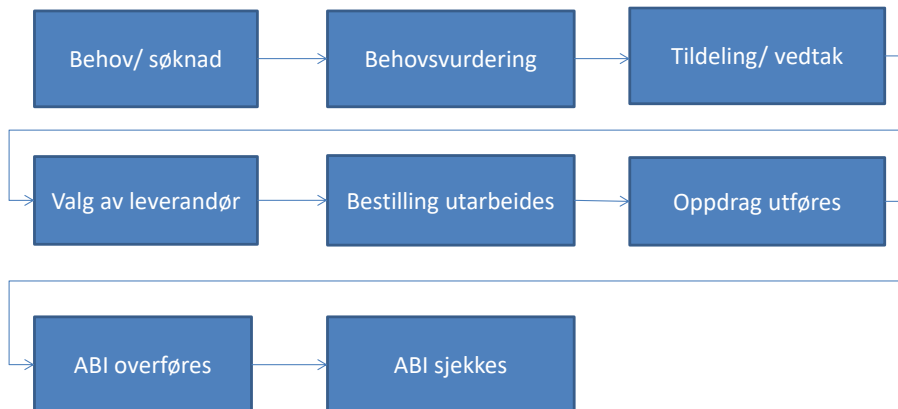 Behov/ søknad
Behovsvurdering
Tildeling/ vedtak
Valg av leverandør
Bestilling utarbeides
Oppdrag utføres
ABI overføres
ABI sjekkes